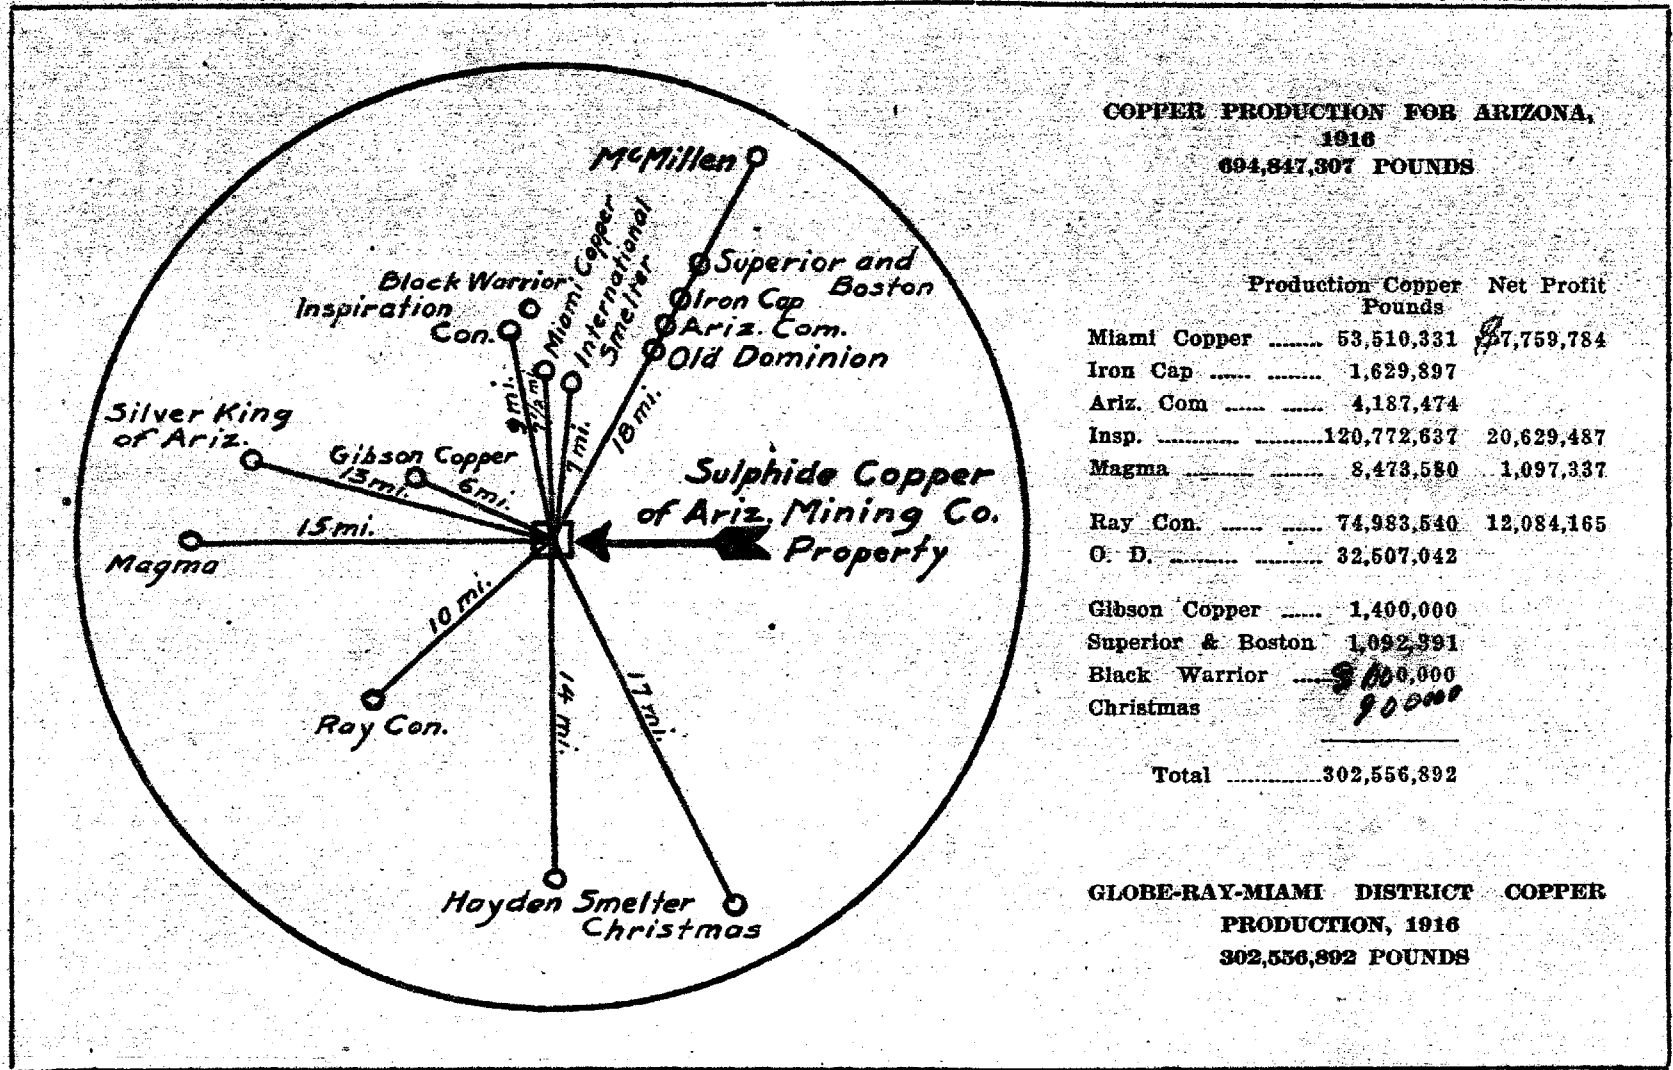 McMillen
Miami Copper
International
Smelter
Superior and
Boston
Black Warrior
Inspiration
Con.
Iron Cap
Ariz. Com.
Old Dominion
9 mi.
7 1/2 mi.
7 mi.
18 mi.
Silver King
of Ariz.
Gibson Copper
13 mi.
6 mi.
Sulphide Copper
of Ariz. Mining Co.
Property
15 mi.
Magma
10 mi.
Ray Con.
14 mi.
17 mi.
Hayden Smelter
Christmas
COPPER PRODUCTION FOR ARIZONA,
1916
694,847,307 POUNDS
Production Copper Net Profit
Pounds
Miami Copper ........ 53,510,331 $7,759,784
Iron Cap ...... ........ 1,629,897
Ariz. Com ...... ...... 4,187,474
Insp. ............ ..........120,772,637 20,629,487
Magma .......... ........ 8,473,580 1,097,337
Ray Con. ...... ...... 74,983,540 12,084,165
O. D. .......... .......... 32,607,042
Gibson Copper ...... 1,400,000
Superior & Boston 1,092,391
Black Warrior ......
Christmas 900000
Total ..............302,556,892
GLOBE-RAY-MIAMI DISTRICT COPPER
PRODUCTION, 1916
302,556,892 POUNDS